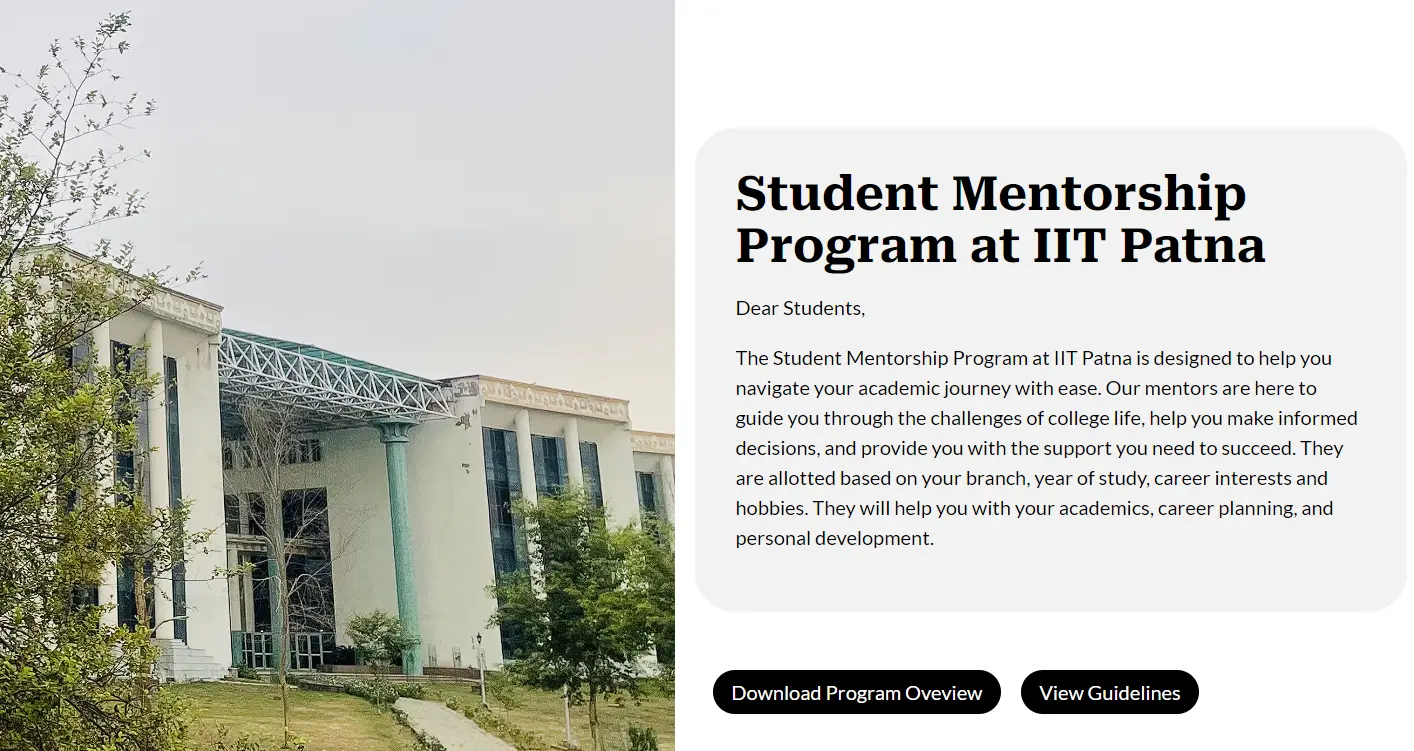 Student Mentorship
Program at IIT Patna
Dear Students,
The Student Mentorship Program at IIT Patna is designed to help you
navigate your academic journey with ease. Our mentors are here to
guide you through the challenges of college life, help you make informed
decisions, and provide you with the support you need to succeed. They
are allotted based on your branch, year of study, career interests and
hobbies. They will help you with your academics, career planning, and
personal development.
Download Program Oveview
View Guidelines